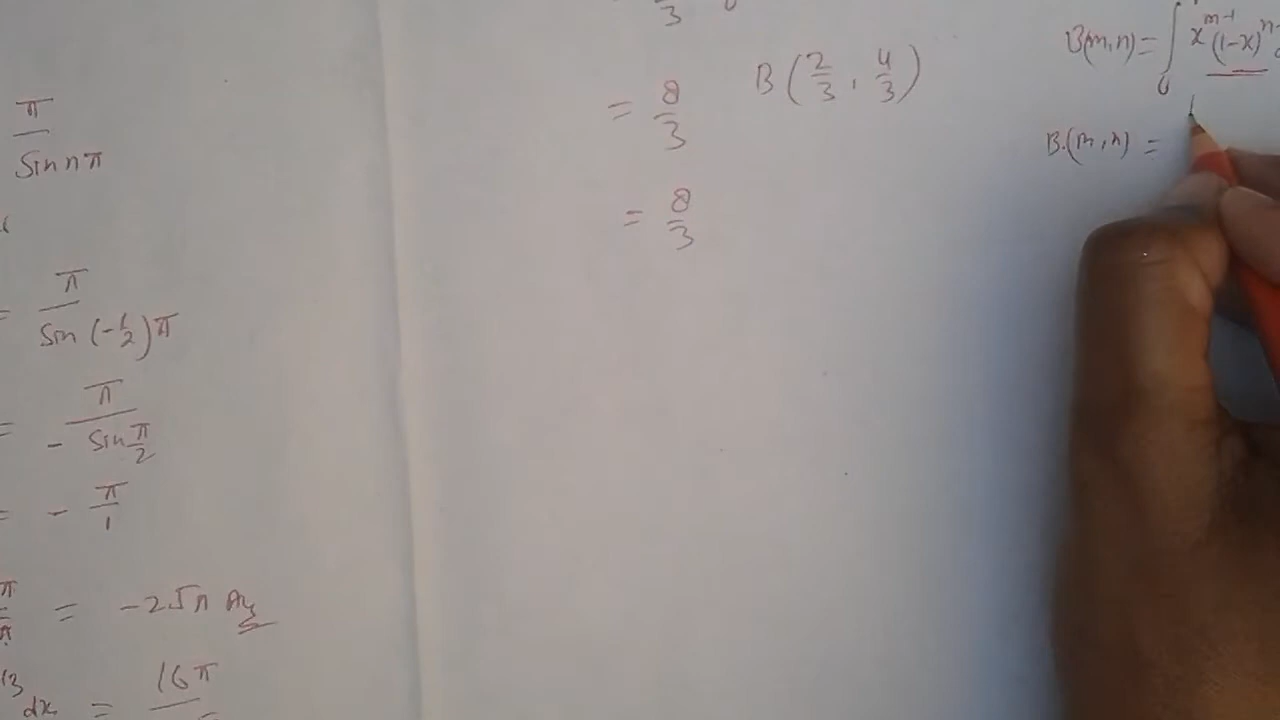 π
Sin nπ
= π
Sin (-1/2)π
= - π
Sin π/2
= - π/1
= -2√π Ans
dx = 16π
3
= 8/3 B(2/3, 4/3)
= 8/3
B(m,n) = ∫ x^m-1 (1-x)^n-
0
B(m,n) =